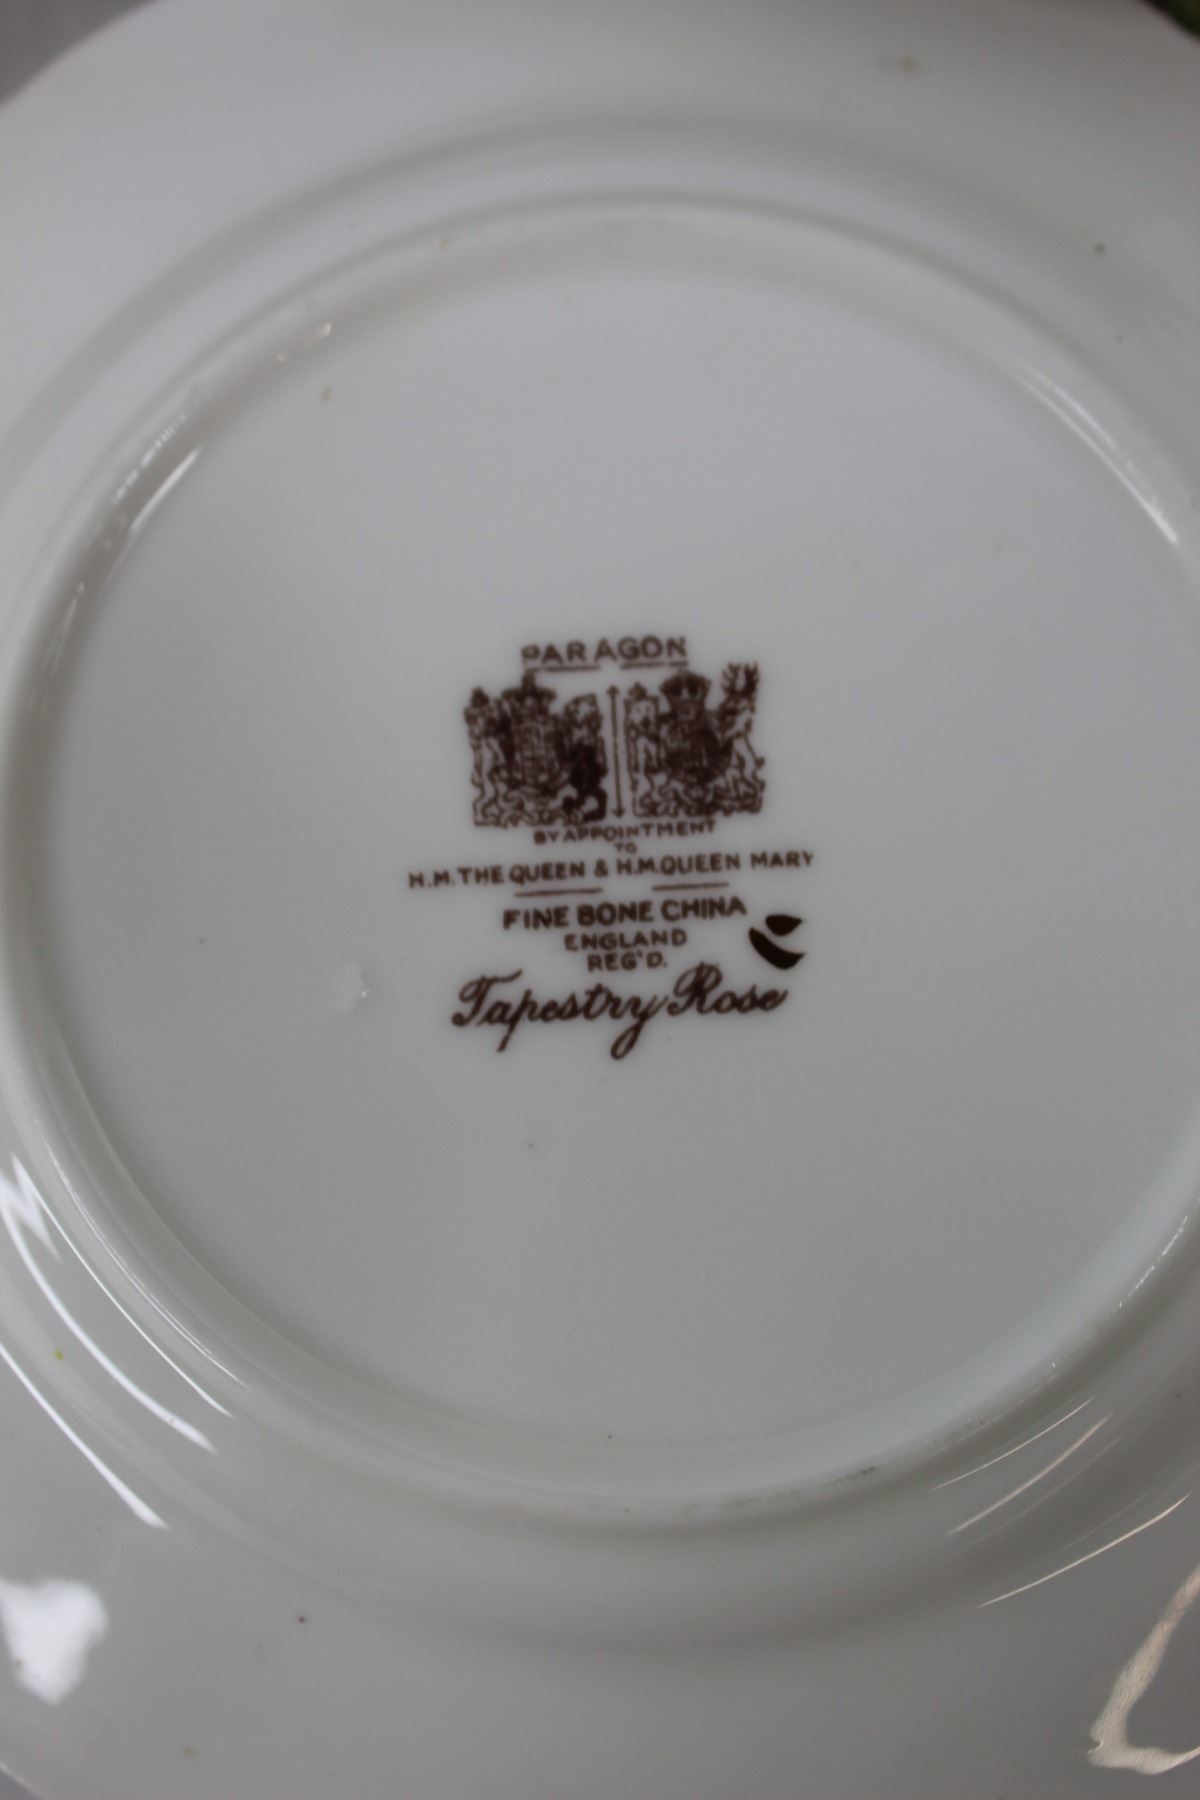 PARAGON
BY APPOINTMENT
TO
H.M. THE QUEEN & H.M. QUEEN MARY
FINE BONE CHINA
ENGLAND
REG'D.
Tapestry Rose